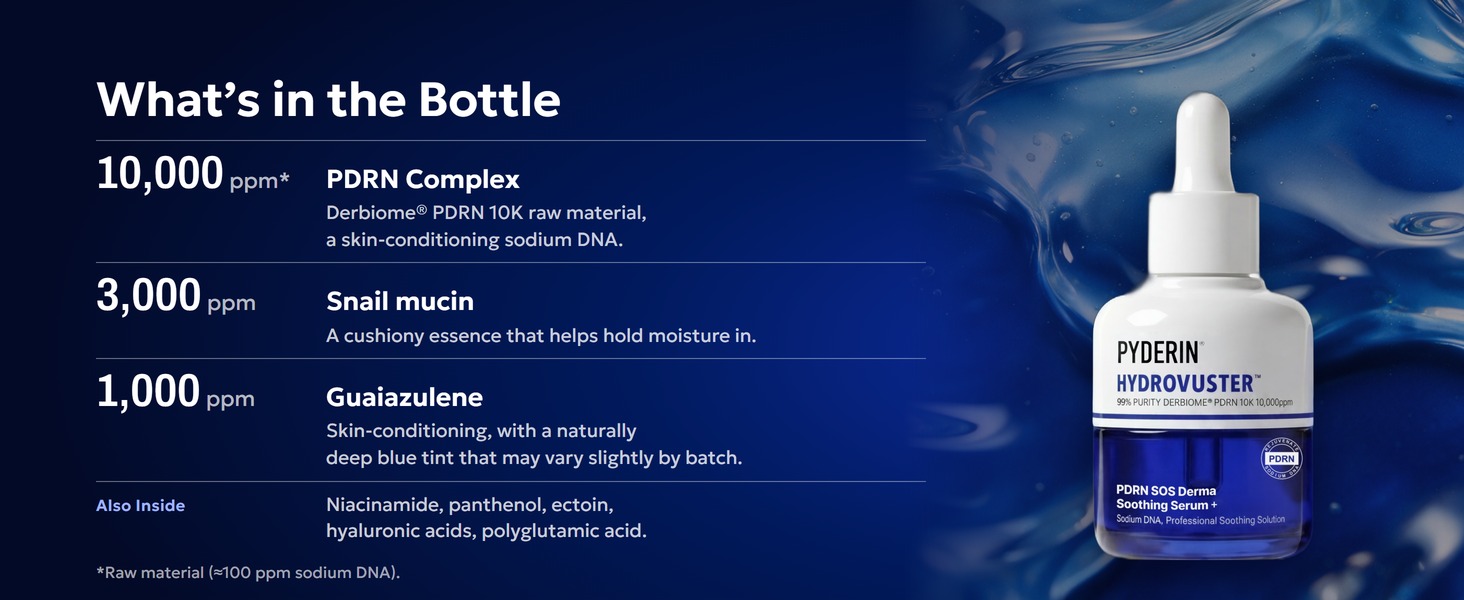 What's in the Bottle
10,000 ppm*
PDRN Complex
Derbiome® PDRN 10K raw material,
a skin-conditioning sodium DNA.
3,000 ppm
Snail mucin
A cushiony essence that helps hold moisture in.
1,000 ppm
Guaiazulene
Skin-conditioning, with a naturally
deep blue tint that may vary slightly by batch.
Also Inside
Niacinamide, panthenol, ectoin,
hyaluronic acids, polyglutamic acid.
*Raw material (≈100 ppm sodium DNA).
PYDERIN
HYDROVUSTER™
99% PURITY DERBIOME® PDRN 10K 10,000ppm
REJUVENATE
PDRN
SODIUM DNA
PDRN SOS Derma
Soothing Serum +
Sodium DNA, Professional Soothing Solution